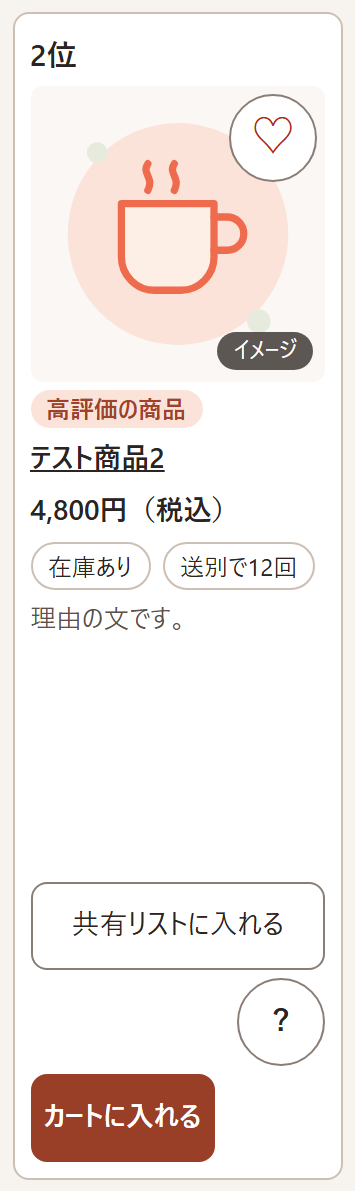 2位
イメージ
高評価の商品
テスト商品2
4,800円（税込）
在庫あり
送別で12回
理由の文です。
共有リストに入れる
?
カートに入れる